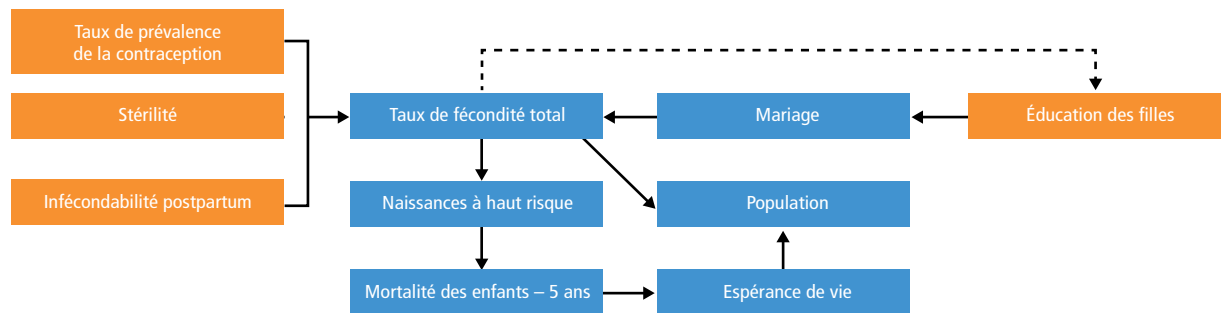 Taux de prévalence
de la contraception
Stérilité
Taux de fécondité total
Mariage
Éducation des filles
Infécondabilité postpartum
Naissances à haut risque
Population
Mortalité des enfants – 5 ans
Espérance de vie